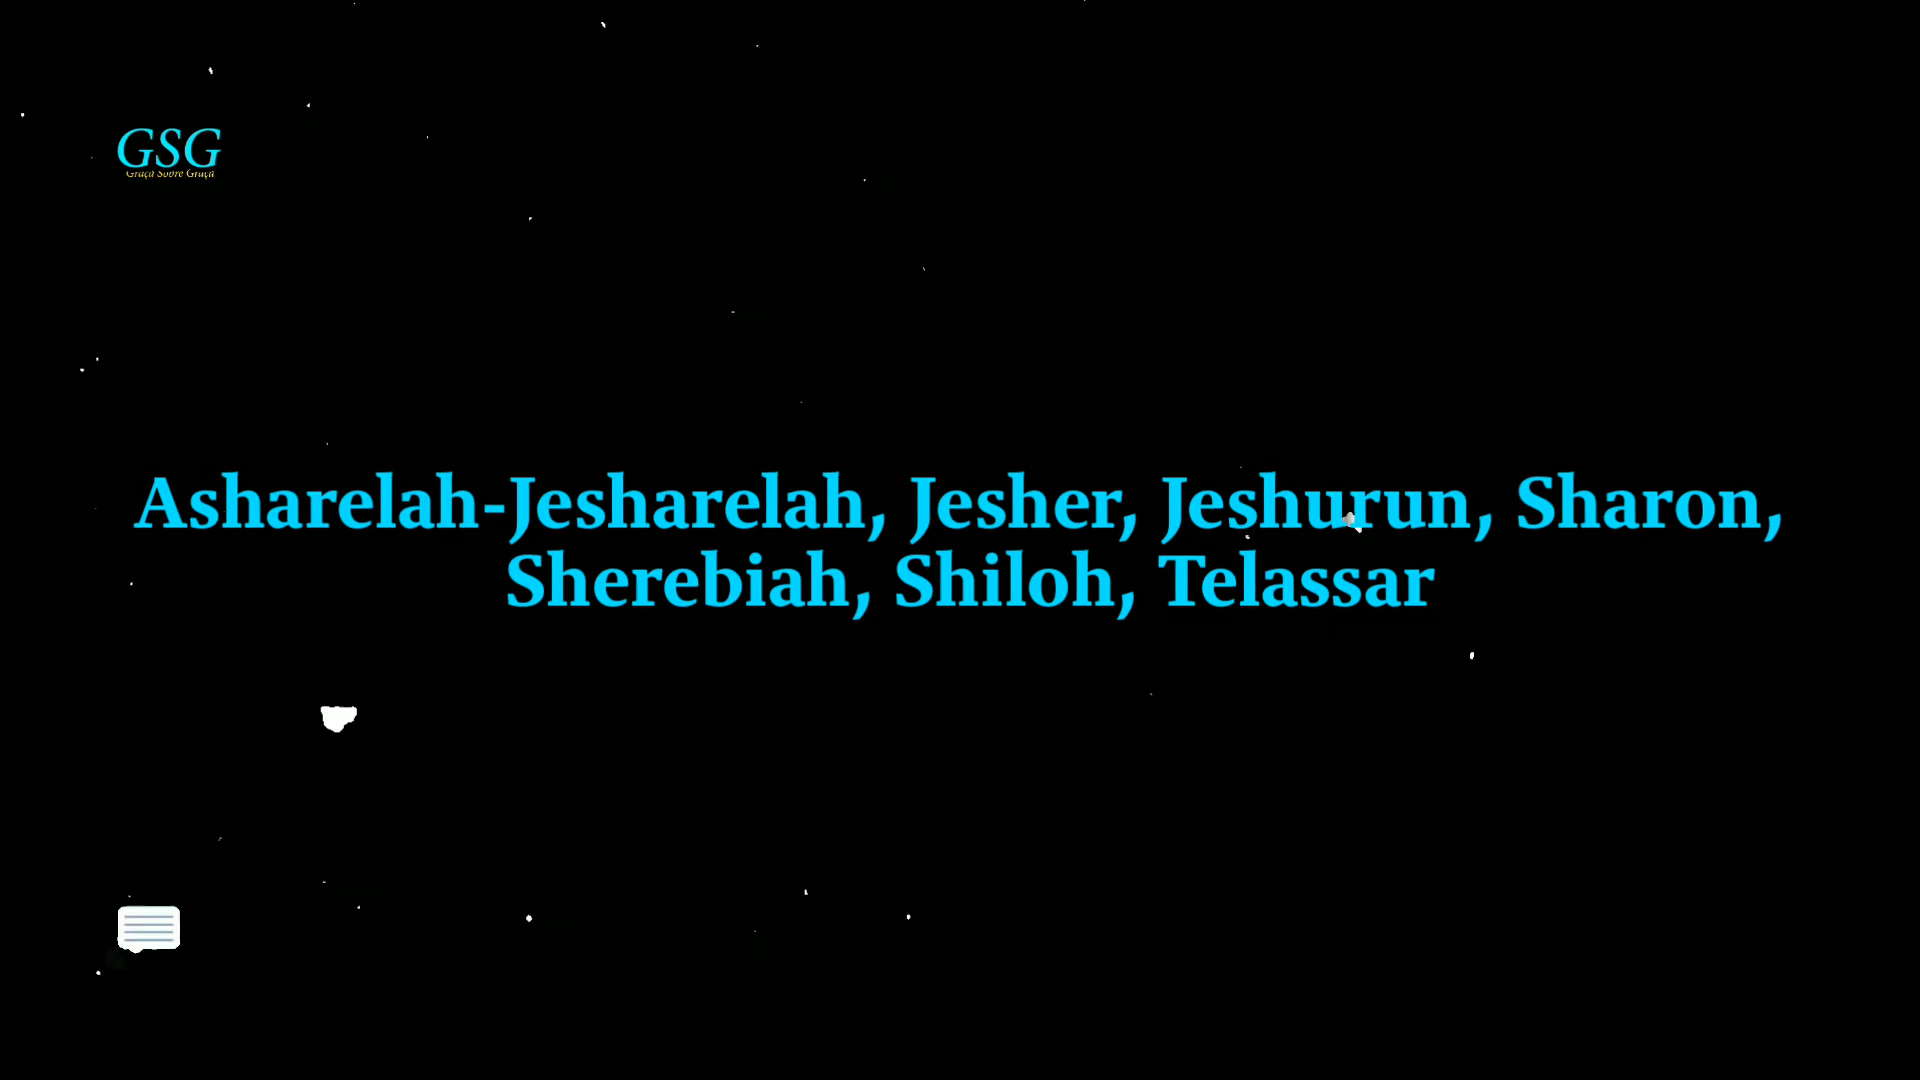 GSG
Graça Sobre Graça
Asharelah-Jesharelah, Jesher, Jeshurun, Sharon,
Sherebiah, Shiloh, Telassar